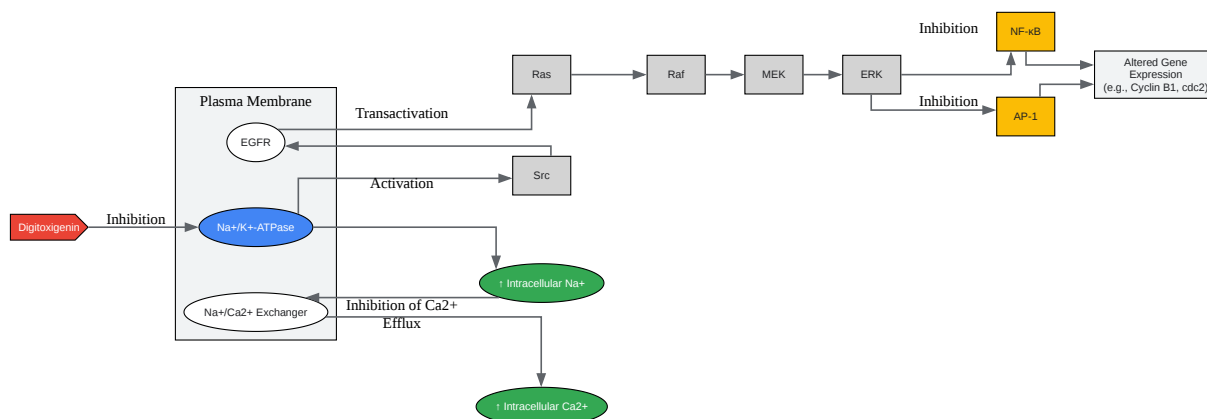 Inhibition
NF-κB
Ras
Raf
MEK
ERK
Altered Gene
Expression
(e.g., Cyclin B1, cdc2)
Plasma Membrane
Transactivation
Inhibition
AP-1
EGFR
Src
Activation
Digitoxigenin
Inhibition
Na+/K+-ATPase
↑ Intracellular Na+
Na+/Ca2+ Exchanger
Inhibition of Ca2+
Efflux
↑ Intracellular Ca2+